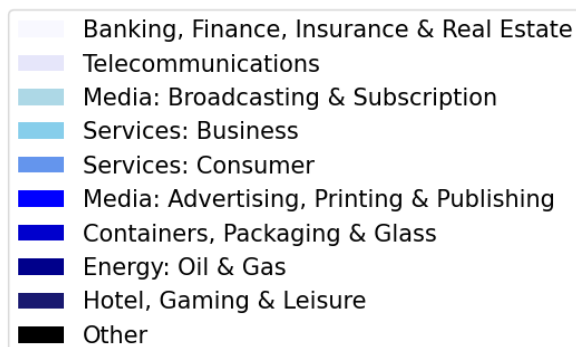 Banking, Finance, Insurance & Real Estate
Telecommunications
Media: Broadcasting & Subscription
Services: Business
Services: Consumer
Media: Advertising, Printing & Publishing
Containers, Packaging & Glass
Energy: Oil & Gas
Hotel, Gaming & Leisure
Other